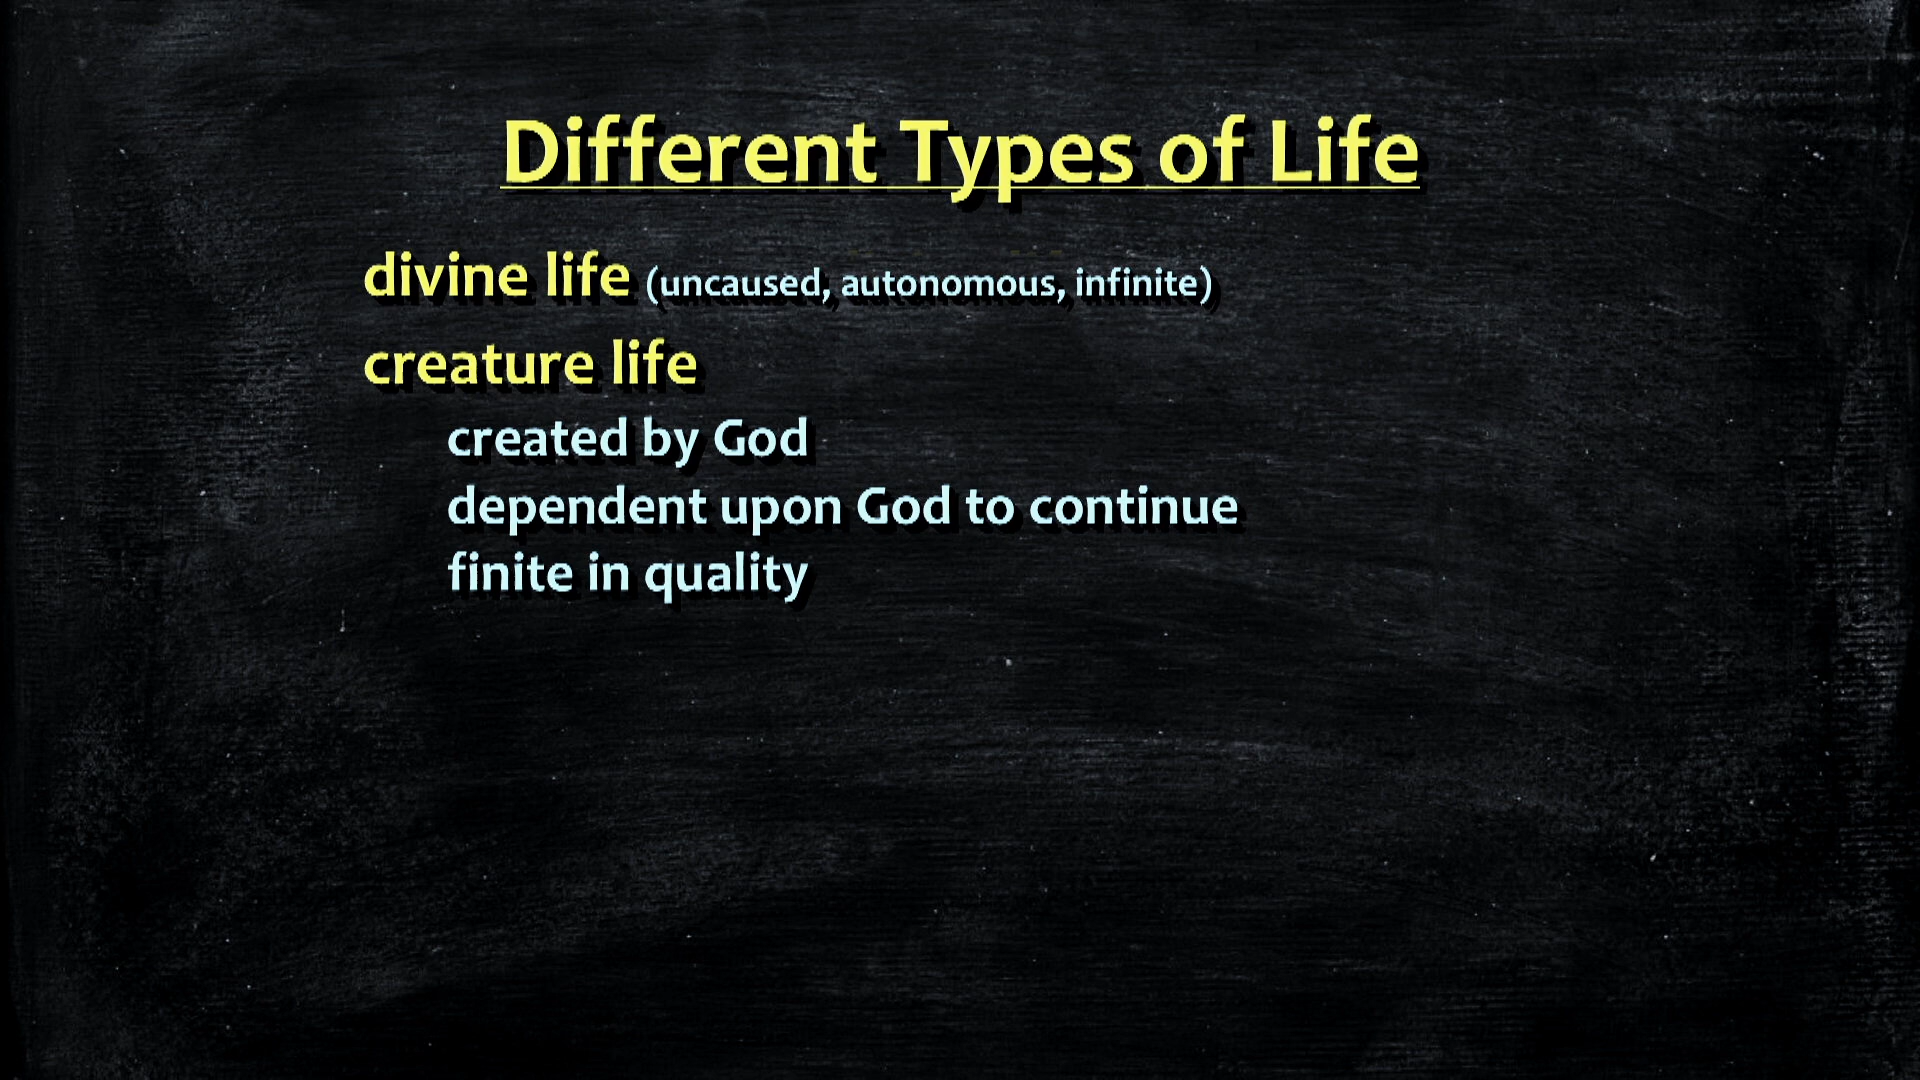 Different Types of Life
divine life (uncaused, autonomous, infinite)
creature life
created by God
dependent upon God to continue
finite in quality